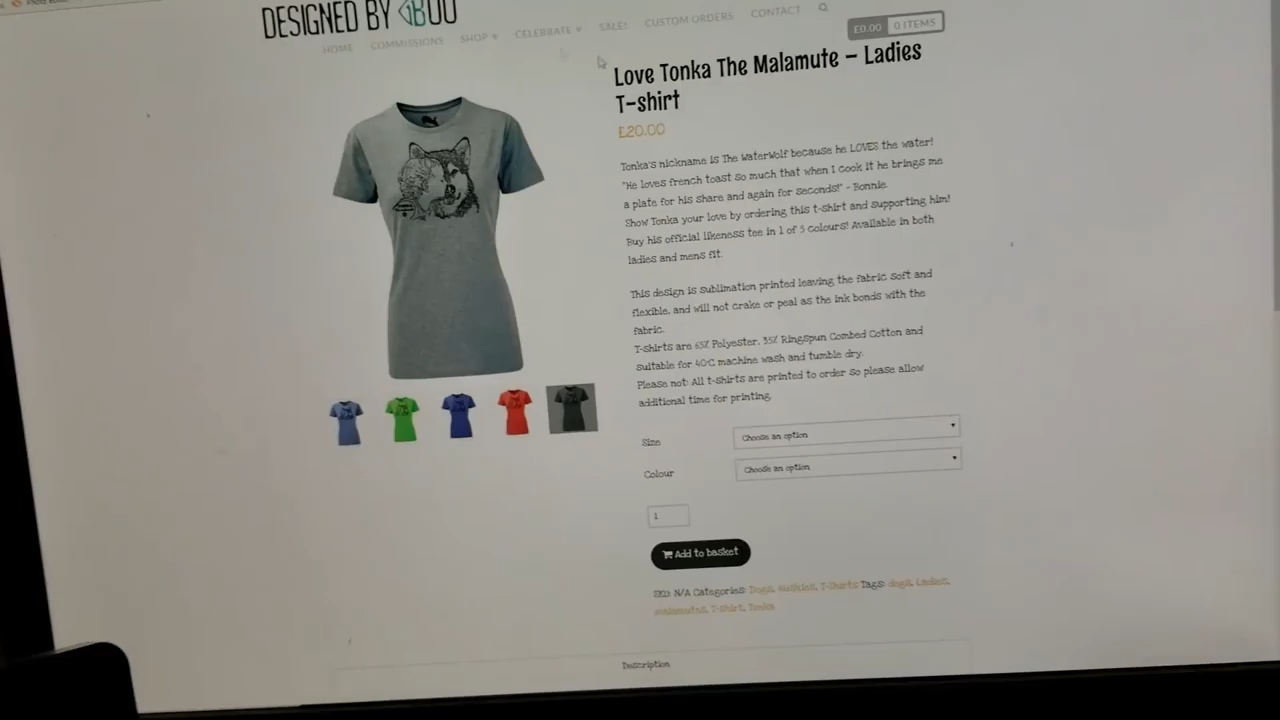 DESIGNED BY GBOO
HOME COMMISSIONS SHOP CELEBRATE SALE! CUSTOM ORDERS CONTACT
£0.00 0 ITEMS
Love Tonka The Malamute – Ladies
T-shirt
£20.00
Tonka's nickname is The WaterWolf because he LOVES the water!
"He loves french toast so much that when I cook it he brings me
a plate for his share and again for seconds!" - Bonnie.
Show Tonka your love by ordering this t-shirt and supporting him!
Buy his official likeness tee in 1 of 5 colours! Available in both
ladies and mens fit.
This design is sublimation printed leaving the fabric soft and
flexible, and will not crake or peal as the ink bonds with the
fabric.
T-shirts are 65% Polyester, 35% RingSpun Combed Cotton and
suitable for 40°C machine wash and tumble dry.
Please not: All t-shirts are printed to order so please allow
additional time for printing.
Size Choose an option
Colour Choose an option
1
Add to basket
SKU: N/A Categories: Dogs, Huskies, T-Shirts Tags: dogs, Ladies,
malamutes, T-Shirt, Tonka
Description